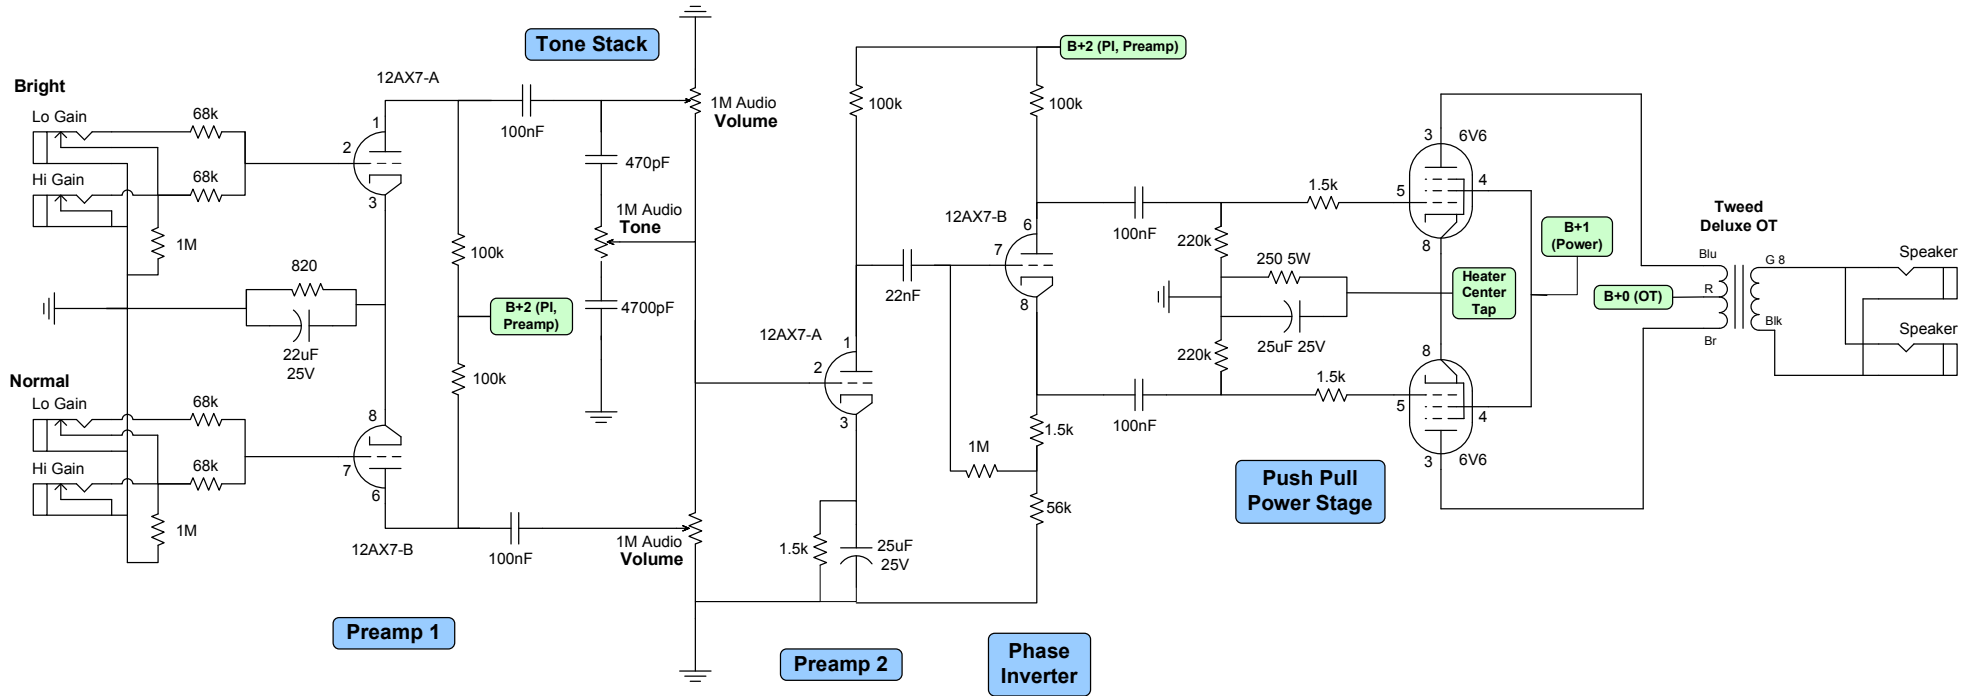 Tone Stack
Bright
Lo Gain
68k
Hi Gain
68k
1M
12AX7-A
1
2
3
820
22uF
25V
Normal
Lo Gain
68k
Hi Gain
68k
1M
8
7
6
12AX7-B
100k
B+2 (PI,
Preamp)
100k
100nF
100nF
470pF
1M Audio
Tone
4700pF
1M Audio
Volume
1M Audio
Volume
Preamp 1
B+2 (PI, Preamp)
100k
100k
12AX7-A
1
2
3
22nF
12AX7-B
6
7
8
1.5k
1M
56k
1.5k
25uF
25V
Preamp 2
Phase
Inverter
100nF
100nF
220k
220k
250 5W
25uF 25V
1.5k
1.5k
3
6V6
5
4
8
8
5
4
3
6V6
Heater
Center
Tap
B+1
(Power)
Push Pull
Power Stage
B+0 (OT)
Tweed
Deluxe OT
Blu
R
Br
G 8
Blk
Speaker
Speaker